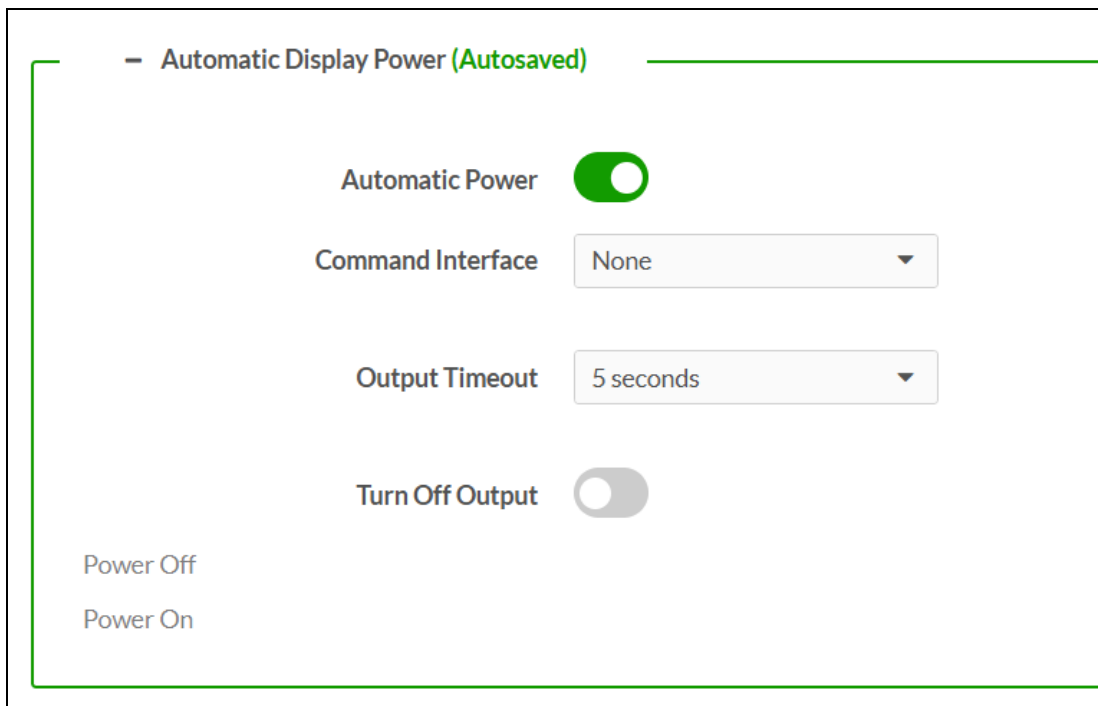 Automatic Display Power (Autosaved)
Automatic Power
Command Interface None
Output Timeout 5 seconds
Turn Off Output
Power Off
Power On